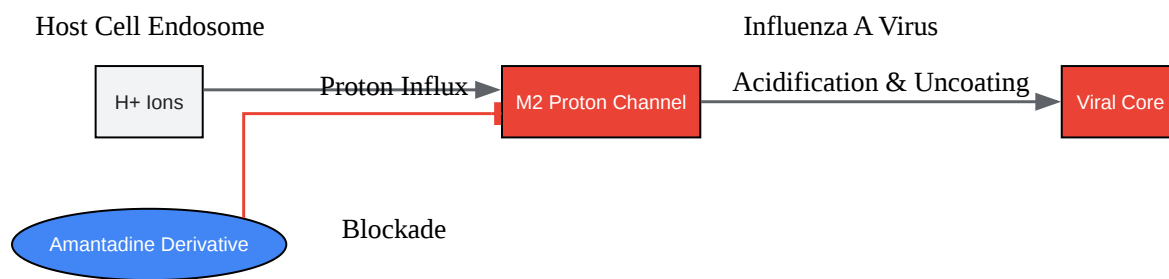 Host Cell Endosome
Influenza A Virus
H+ Ions
Proton Influx
M2 Proton Channel
Acidification & Uncoating
Viral Core
Amantadine Derivative
Blockade